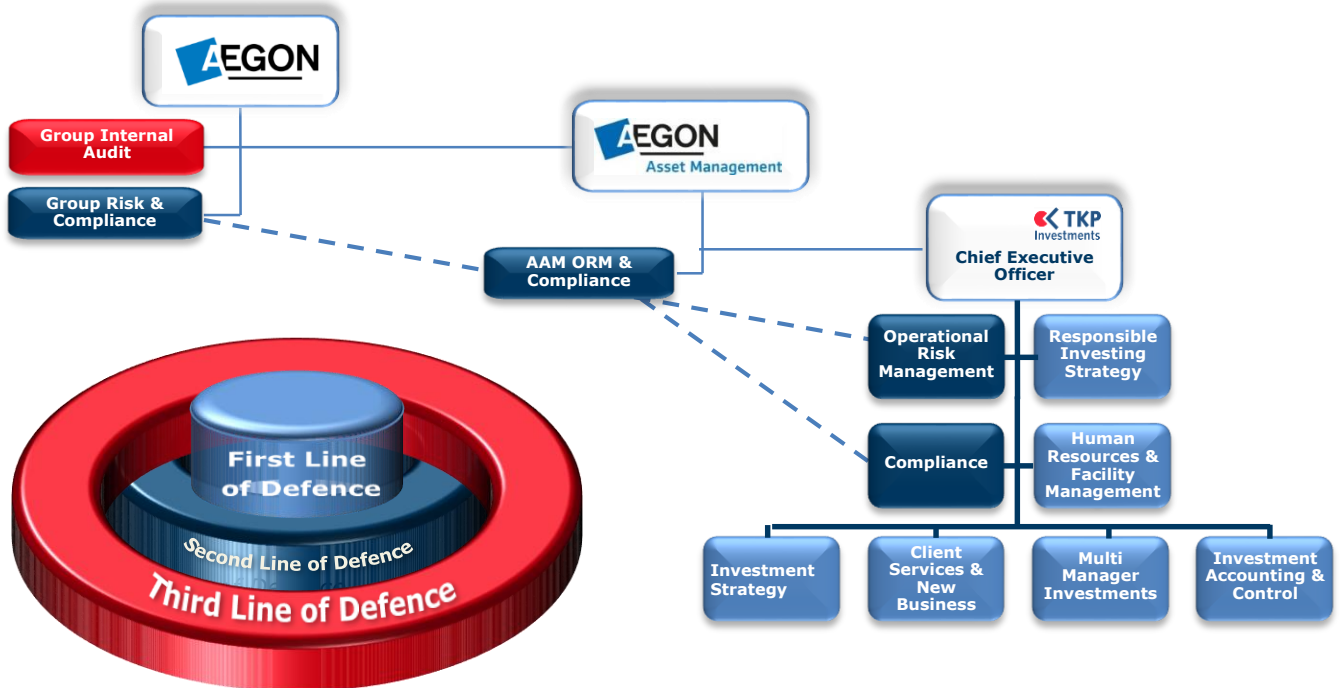 AEGON
Group Internal
Audit
AEGON
Asset Management
Group Risk &
Compliance
TKP
Investments
Chief Executive
Officer
AAM ORM &
Compliance
Operational
Risk
Management
Responsible
Investing
Strategy
Compliance
Human
Resources &
Facility
Management
First Line
of Defence
Second Line of Defence
Third Line of Defence
Investment
Strategy
Client
Services &
New
Business
Multi
Manager
Investments
Investment
Accounting &
Control